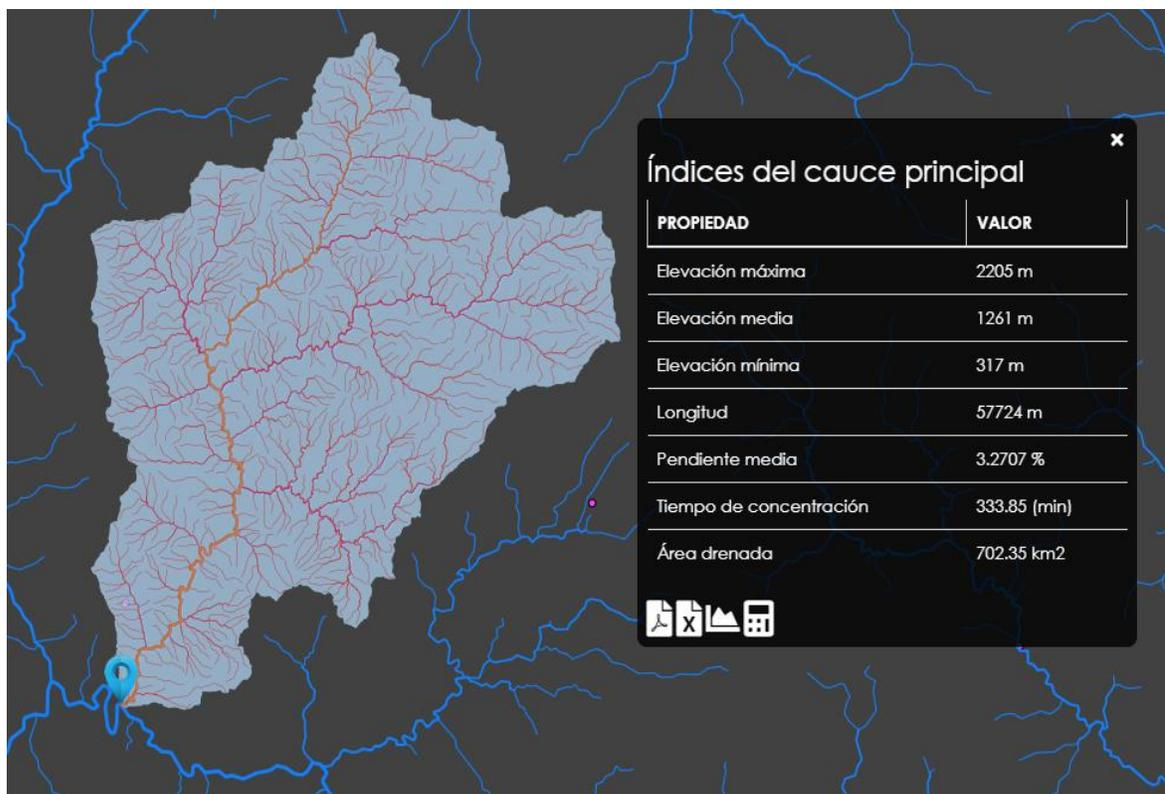 ×
Índices del cauce principal
PROPIEDAD VALOR
Elevación máxima 2205 m
Elevación media 1261 m
Elevación mínima 317 m
Longitud 57724 m
Pendiente media 3.2707 %
Tiempo de concentración 333.85 (min)
Área drenada 702.35 km2
X